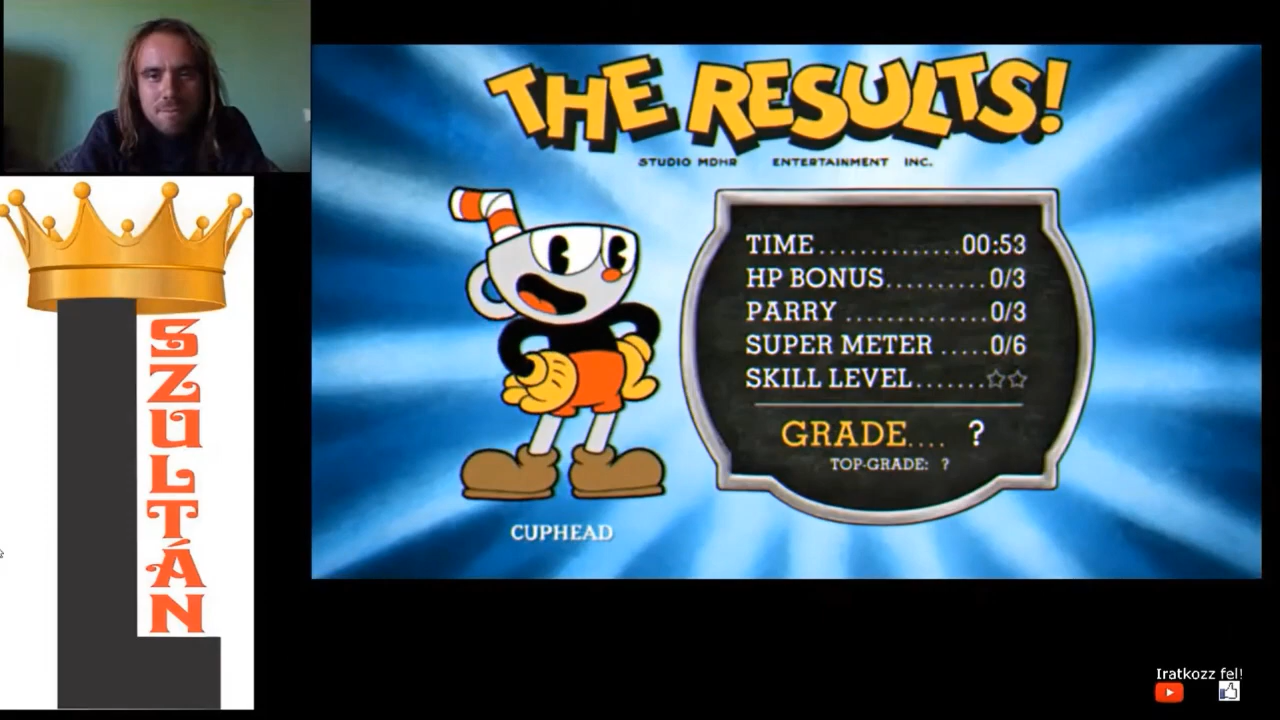 THE RESULTS!
STUDIO MDHR ENTERTAINMENT INC.
TIME..............00:53
HP BONUS..........0/3
PARRY..............0/3
SUPER METER.....0/6
SKILL LEVEL.......☆☆
GRADE.... ?
TOP-GRADE: ?
CUPHEAD
L
SZULTÁN
Iratkozz fel!